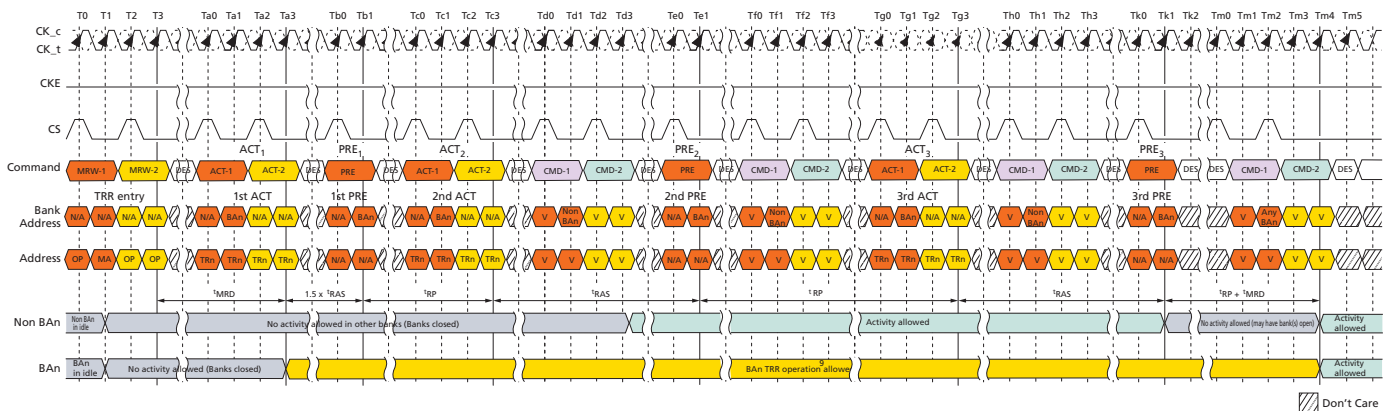 T0 T1 T2 T3 Ta0 Ta1 Ta2 Ta3 Tb0 Tb1 Tc0 Tc1 Tc2 Tc3 Td0 Td1 Td2 Td3 Te0 Te1 Tf0 Tf1 Tf2 Tf3 Tg0 Tg1 Tg2 Tg3 Th0 Th1 Th2 Th3 Tk0 Tk1 Tk2 Tm0 Tm1 Tm2 Tm3 Tm4 Tm5
CK_c
CK_t
CKE
CS
ACT1 PRE1 ACT2 PRE2 ACT3 PRE3
Command MRW-1 MRW-2 DES ACT-1 ACT-2 DES PRE DES ACT-1 ACT-2 DES CMD-1 CMD-2 DES PRE DES CMD-1 CMD-2 DES ACT-1 ACT-2 DES CMD-1 CMD-2 DES PRE DES DES CMD-1 CMD-2 DES
TRR entry 1st ACT 1st PRE 2nd ACT 2nd PRE 3rd ACT 3rd PRE
Bank Address N/A N/A N/A N/A N/A BAn N/A N/A N/A BAn N/A BAn N/A N/A V Non BAn V V N/A BAn V Non BAn V V N/A BAn N/A N/A V Non BAn V V N/A BAn V Any BAn V V
Address OP MA OP OP TRn TRn TRn TRn N/A N/A TRn TRn TRn TRn V V V V N/A N/A V V V V TRn TRn TRn TRn V V V V N/A N/A V V V V
tMRD 1.5 x tRAS tRP tRAS tRP tRAS tRP + tMRD
Non BAn Non BAn in idle No activity allowed in other banks (Banks closed) Activity allowed No activity allowed (may have bank(s) open) Activity allowed
BAn BAn in idle No activity allowed (Banks closed) BAn TRR operation allowe 9 Activity allowed
Don't Care